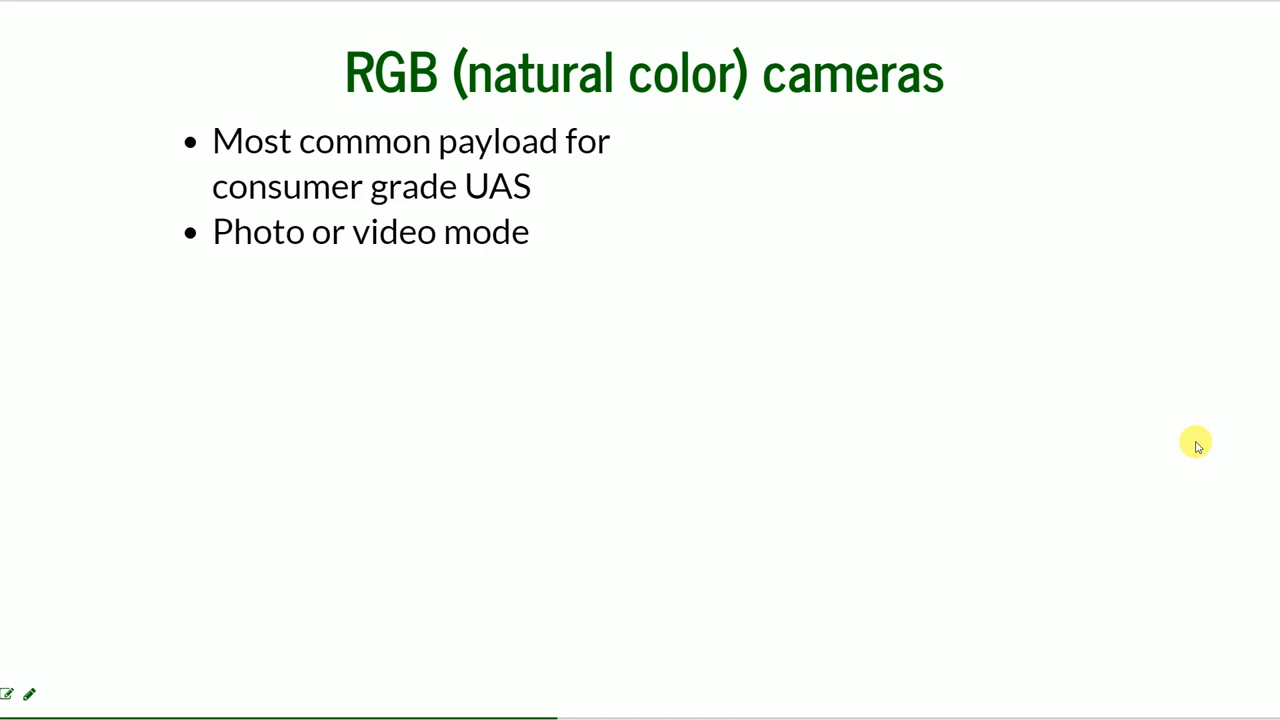 RGB (natural color) cameras
• Most common payload for
consumer grade UAS
• Photo or video mode